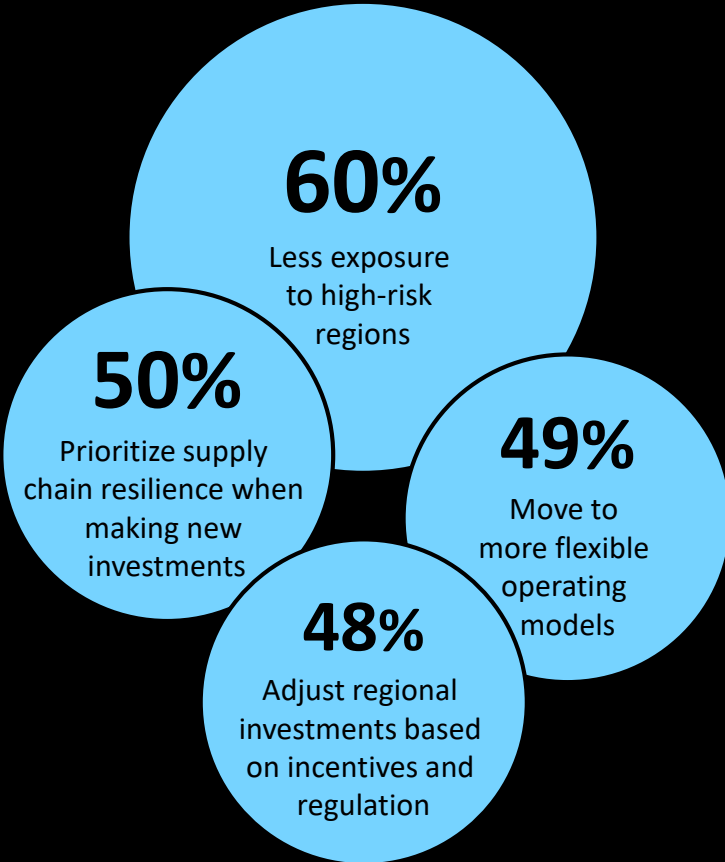 60%
Less exposure
to high-risk
regions
50%
Prioritize supply
chain resilience when
making new
investments
49%
Move to
more flexible
operating
models
48%
Adjust regional
investments based
on incentives and
regulation